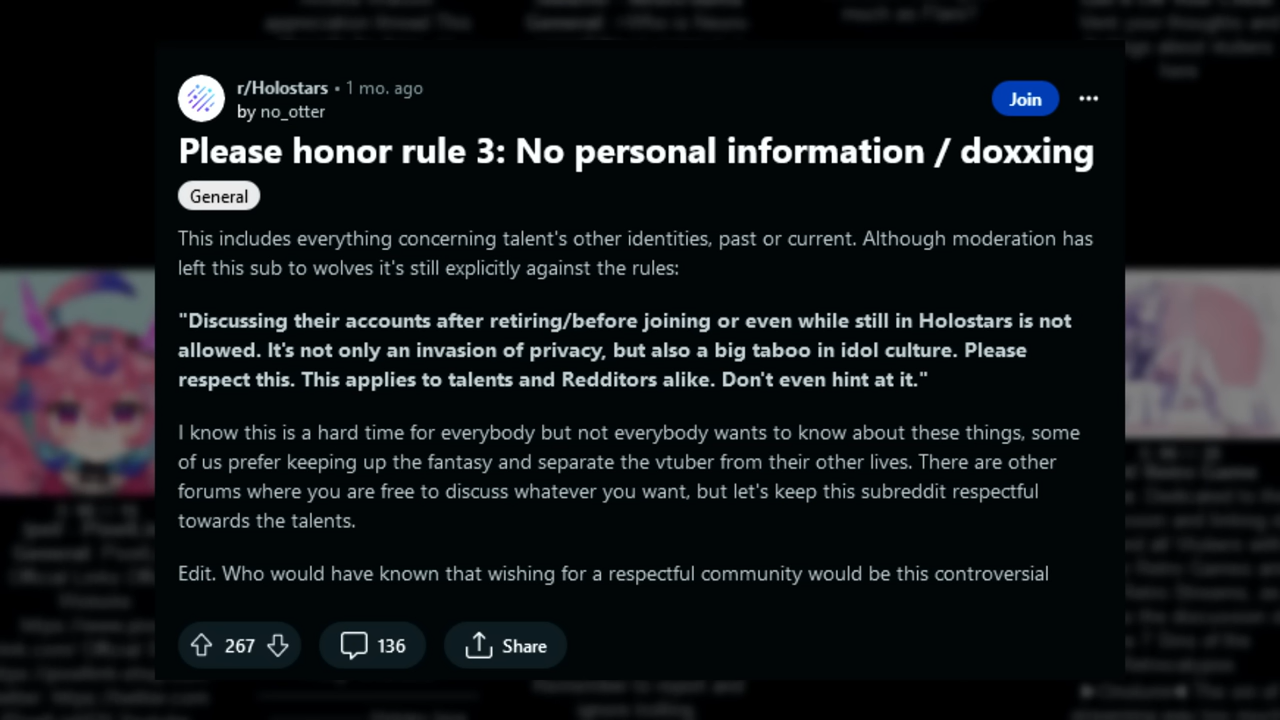 r/Holostars • 1 mo. ago
by no_otter
Join
Please honor rule 3: No personal information / doxxing
General
This includes everything concerning talent's other identities, past or current. Although moderation has
left this sub to wolves it's still explicitly against the rules:
"Discussing their accounts after retiring/before joining or even while still in Holostars is not
allowed. It's not only an invasion of privacy, but also a big taboo in idol culture. Please
respect this. This applies to talents and Redditors alike. Don't even hint at it."
I know this is a hard time for everybody but not everybody wants to know about these things, some
of us prefer keeping up the fantasy and separate the vtuber from their other lives. There are other
forums where you are free to discuss whatever you want, but let's keep this subreddit respectful
towards the talents.
Edit. Who would have known that wishing for a respectful community would be this controversial
267
136
Share